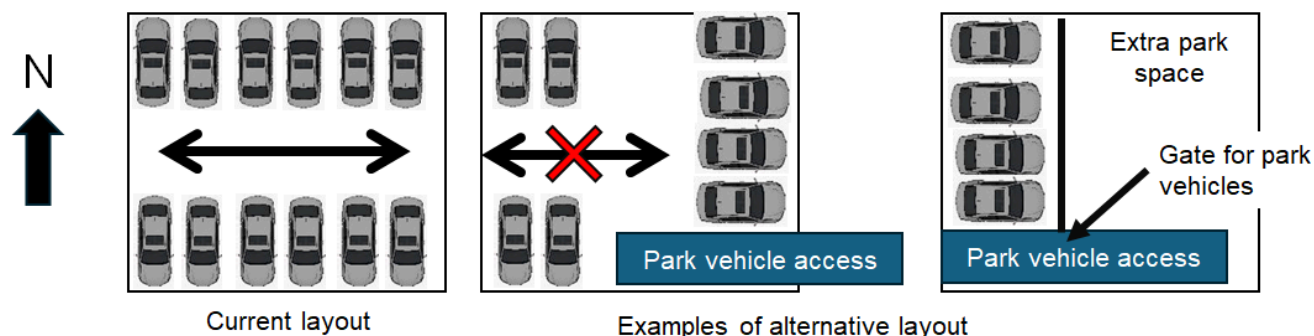 N
Extra park
space
Gate for park
vehicles
Park vehicle access
Park vehicle access
Current layout
Examples of alternative layout